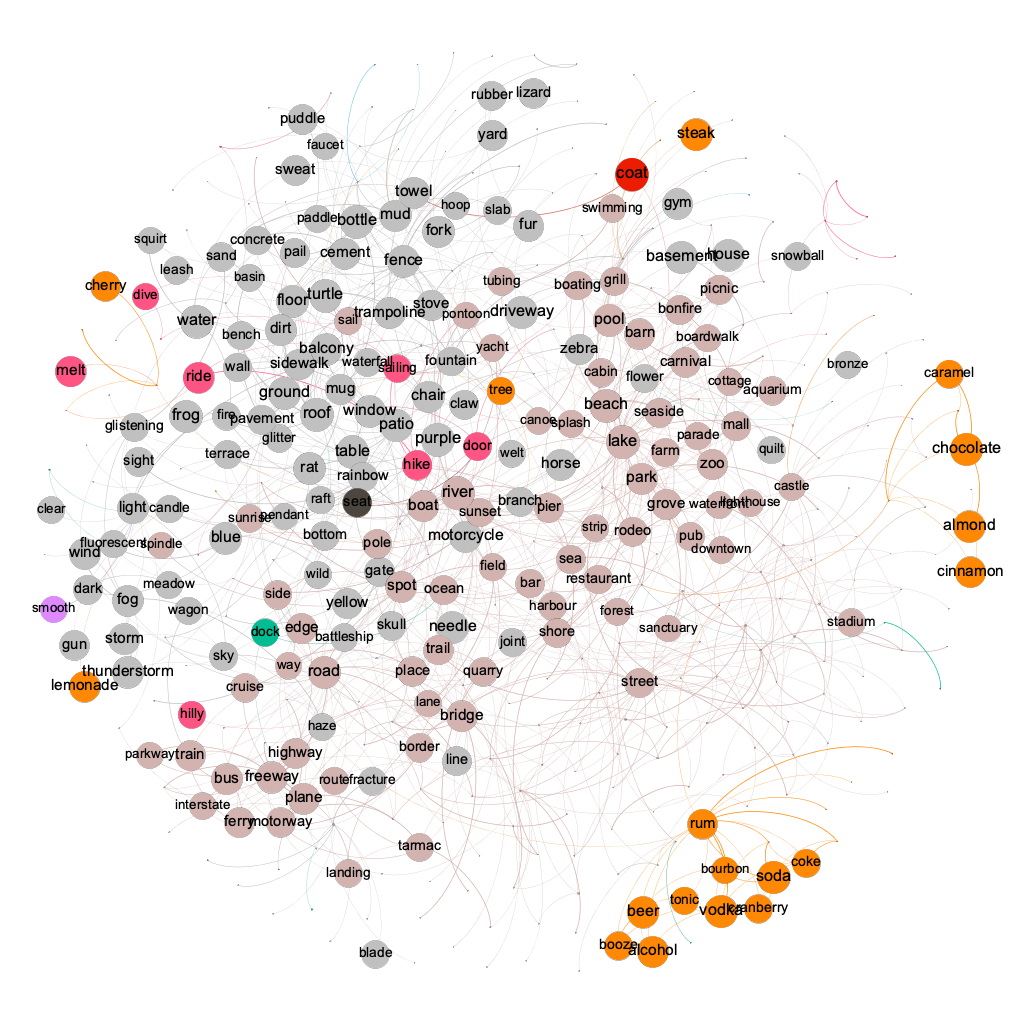 rubber
lizard
puddle
yard
steak
faucet
sweat
coat
towel
hoop
slab
swimming
gym
paddle
bottle
mud
fork
fur
squirt
concrete
sand
pail
cement
fence
basement
house
snowball
leash
basin
cherry
dive
floor
turtle
tubing
boating
grill
picnic
water
sail
trampoline
stove
pontoon
driveway
pool
bonfire
bench
dirt
barn
boardwalk
balcony
yacht
zebra
melt
ride
wall
sidewalk
waterfall
sailing
fountain
cabin
flower
carnival
bronze
caramel
ground
mug
chair
claw
tree
cottage
aquarium
frog
fire
pavement
roof
window
patio
beach
seaside
glistening
glitter
purple
door
canoe
splash
lake
parade
mall
sight
terrace
table
welt
farm
quilt
chocolate
rat
rainbow
hike
horse
park
zoo
clear
light
candle
raft
seat
boat
river
branch
pier
grove
waterfront
lighthouse
castle
sunrise
pendant
sunset
fluorescent
wind
spindle
blue
bottom
pole
motorcycle
strip
rodeo
pub
downtown
almond
dark
meadow
wild
gate
spot
field
sea
restaurant
cinnamon
smooth
fog
wagon
side
yellow
ocean
bar
harbour
forest
gun
storm
dock
edge
battleship
skull
needle
joint
shore
sanctuary
stadium
thunderstorm
sky
way
road
place
trail
quarry
lemonade
cruise
street
hilly
haze
lane
bridge
parkway
train
highway
border
line
bus
freeway
route
fracture
interstate
plane
ferry
motorway
rum
tarmac
landing
bourbon
soda
coke
beer
tonic
vodka
cranberry
blade
booze
alcohol